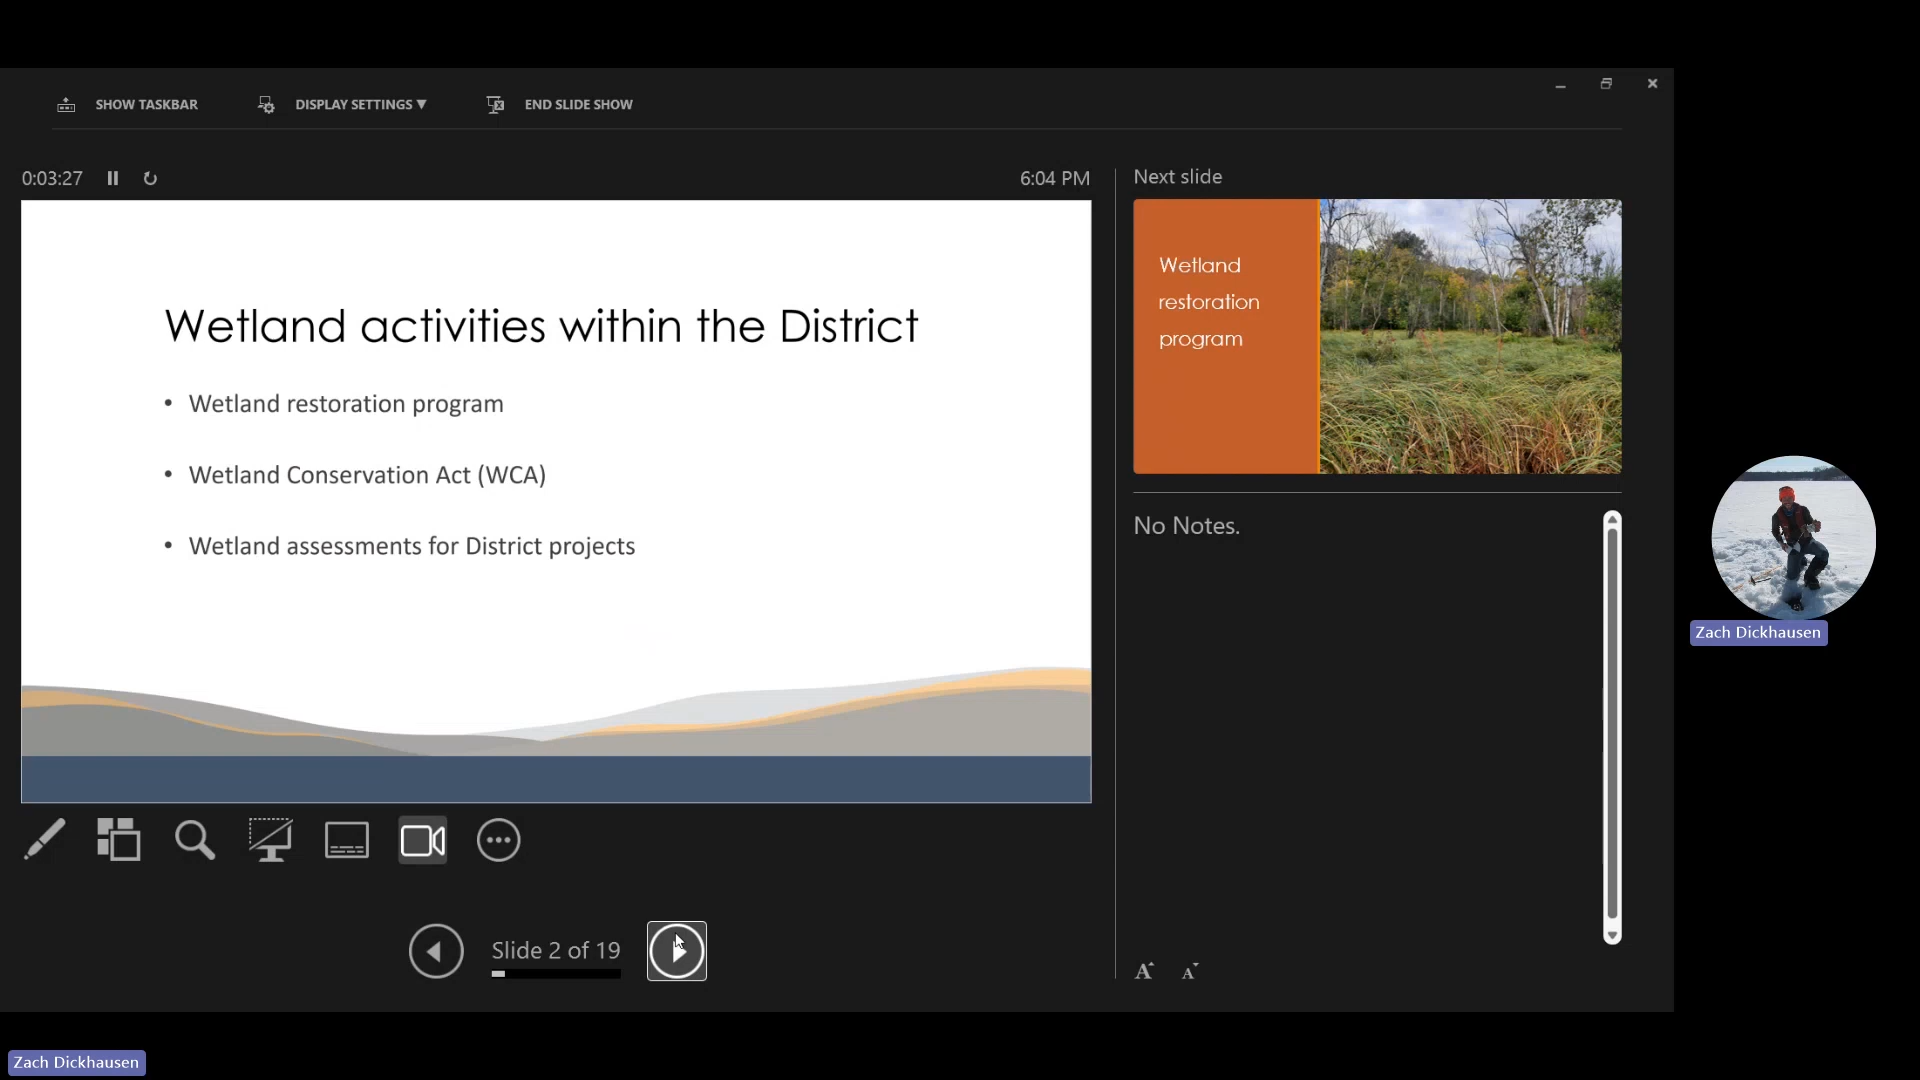 SHOW TASKBAR
DISPLAY SETTINGS ▼
END SLIDE SHOW
0:03:27
6:04 PM
Wetland activities within the District
• Wetland restoration program
• Wetland Conservation Act (WCA)
• Wetland assessments for District projects
Slide 2 of 19
Next slide
Wetland
restoration
program
No Notes.
A A
Zach Dickhausen
Zach Dickhausen